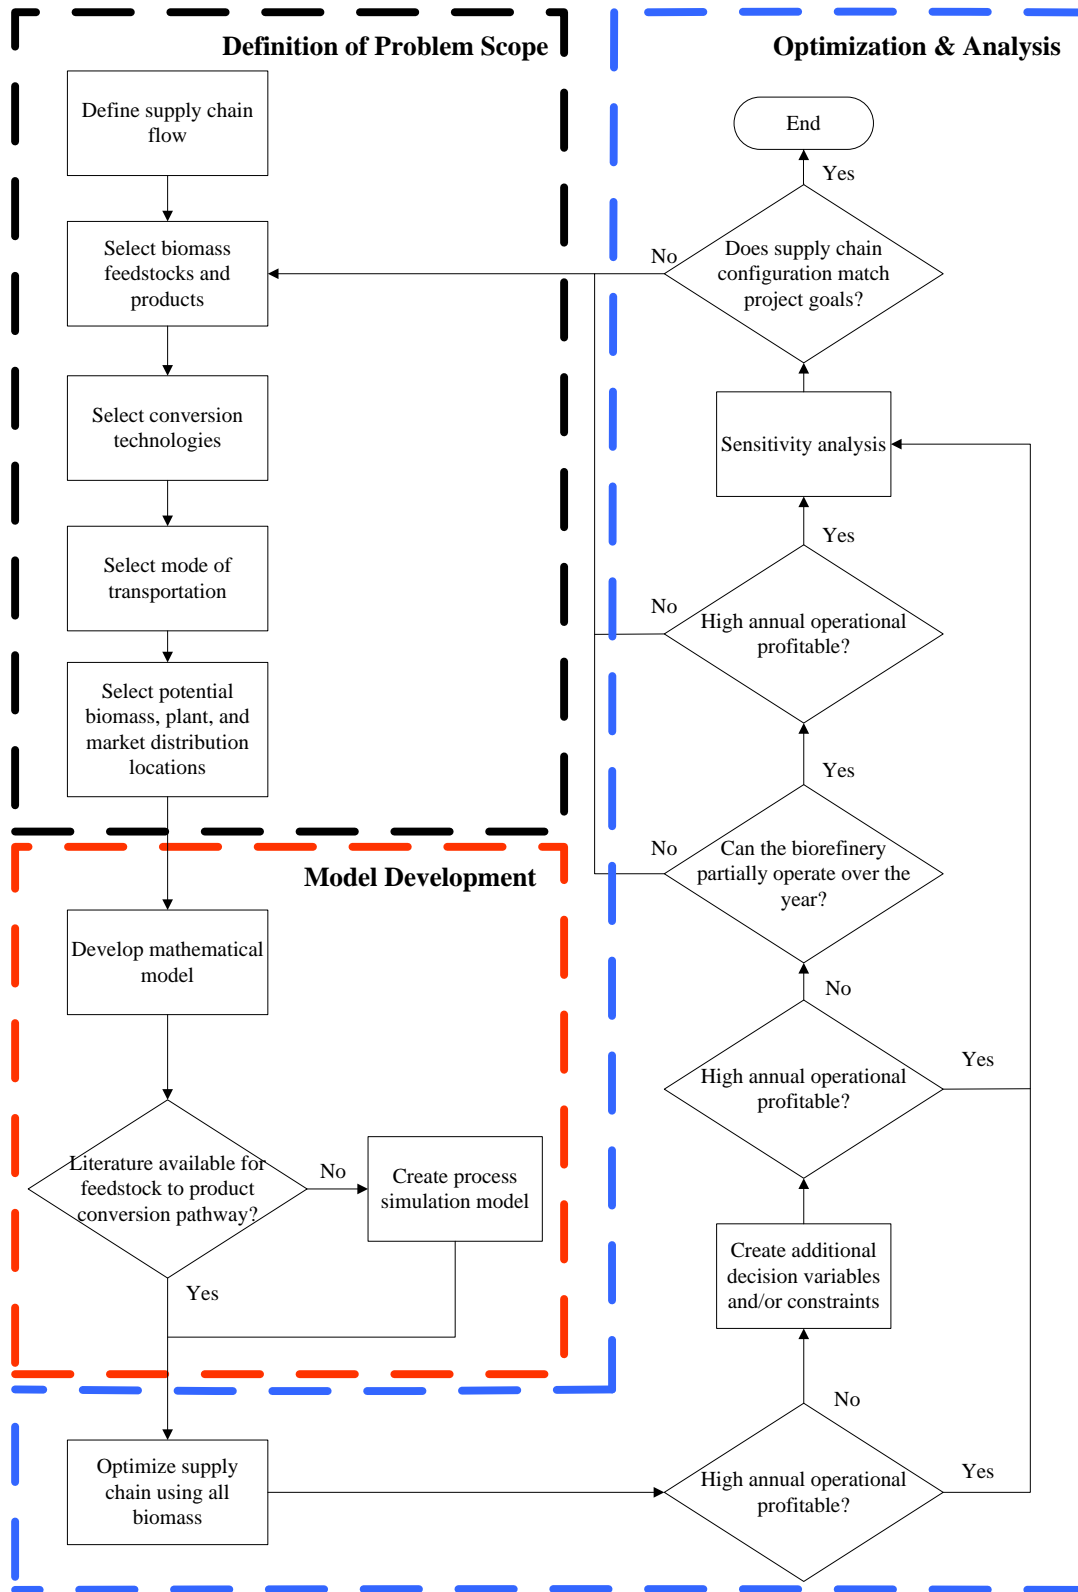 Definition of Problem Scope
Define supply chain
flow
Select biomass
feedstocks and
products
Select conversion
technologies
Select mode of
transportation
Select potential
biomass, plant, and
market distribution
locations
Model Development
Develop mathematical
model
Literature available for
feedstock to product
conversion pathway?
No
Yes
Create process
simulation model
Optimization & Analysis
Optimize supply
chain using all
biomass
High annual operational
profitable?
Yes
No
Create additional
decision variables
and/or constraints
High annual operational
profitable?
Yes
No
Can the biorefinery
partially operate over the
year?
No
Yes
High annual operational
profitable?
No
Yes
Sensitivity analysis
Does supply chain
configuration match
project goals?
No
Yes
End